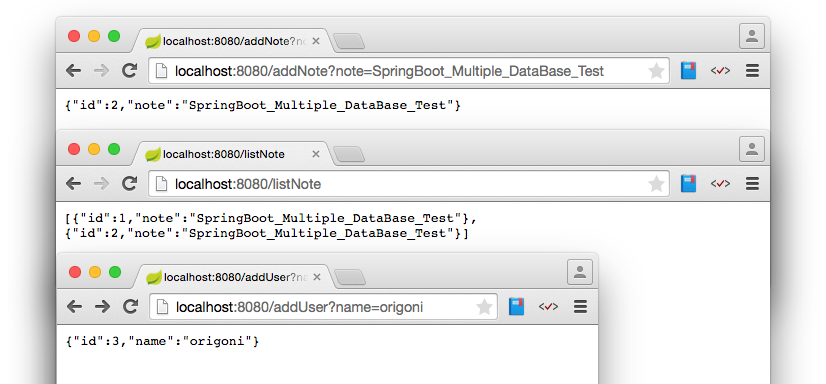 localhost:8080/addNote?n
localhost:8080/addNote?note=SpringBoot_Multiple_DataBase_Test
{"id":2,"note":"SpringBoot_Multiple_DataBase_Test"}
localhost:8080/listNote
localhost:8080/listNote
[{"id":1,"note":"SpringBoot_Multiple_DataBase_Test"},
{"id":2,"note":"SpringBoot_Multiple_DataBase_Test"}]
localhost:8080/addUser?n
localhost:8080/addUser?name=origoni
{"id":3,"name":"origoni"}